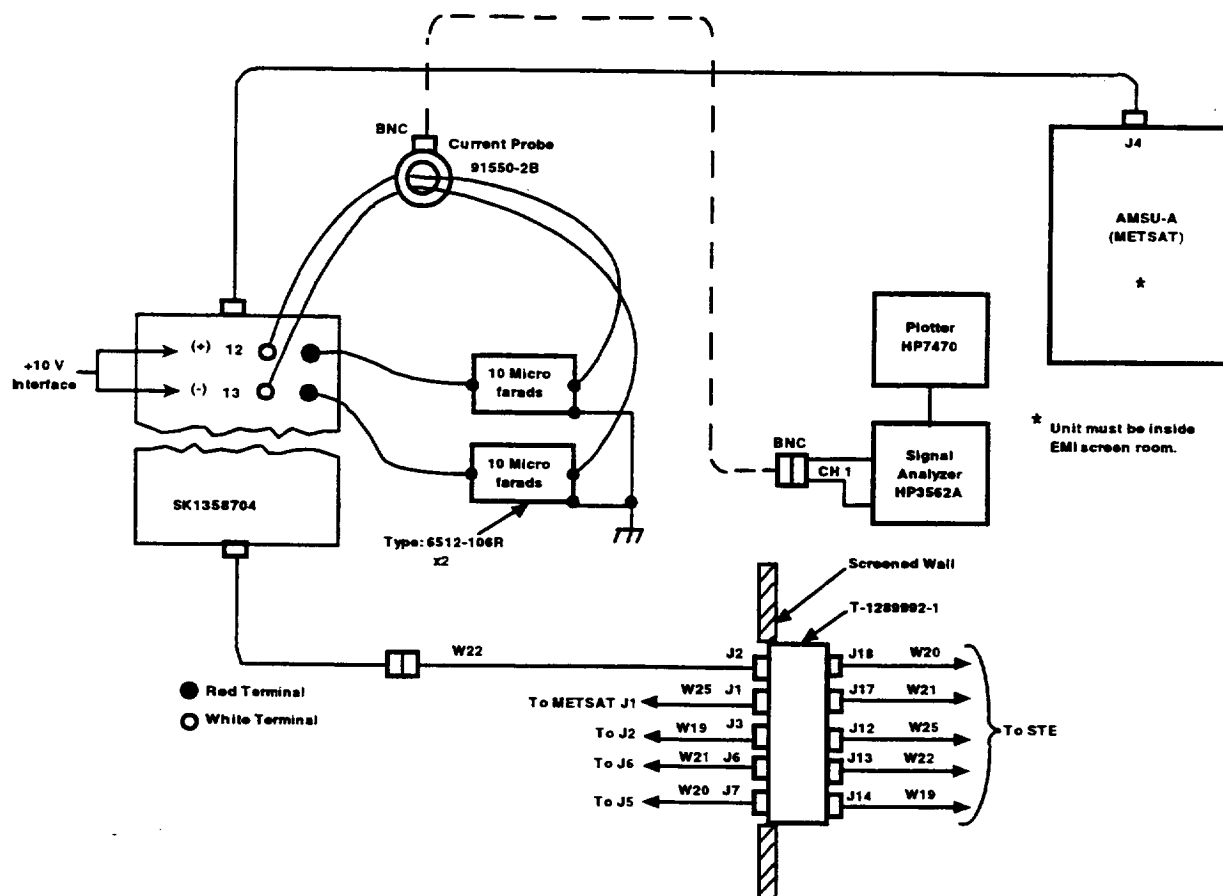 BNC
Current Probe
91550-2B
J4
AMSU-A
(METSAT)
*
Plotter
HP7470
+10 V
Interface
(+) 12
(-) 13
10 Micro
farads
10 Micro
farads
BNC
CH 1
Signal
Analyzer
HP3562A
* Unit must be inside
EMI screen room.
SK1358704
Type: 6512-106R
x2
Screened Wall
T-1289992-1
W22
J2
J18 W20
Red Terminal
White Terminal
To METSAT J1 W25 J1
J17 W21
To J2 W19 J3
J12 W25
To STE
To J6 W21 J6
J13 W22
To J5 W20 J7
J14 W19